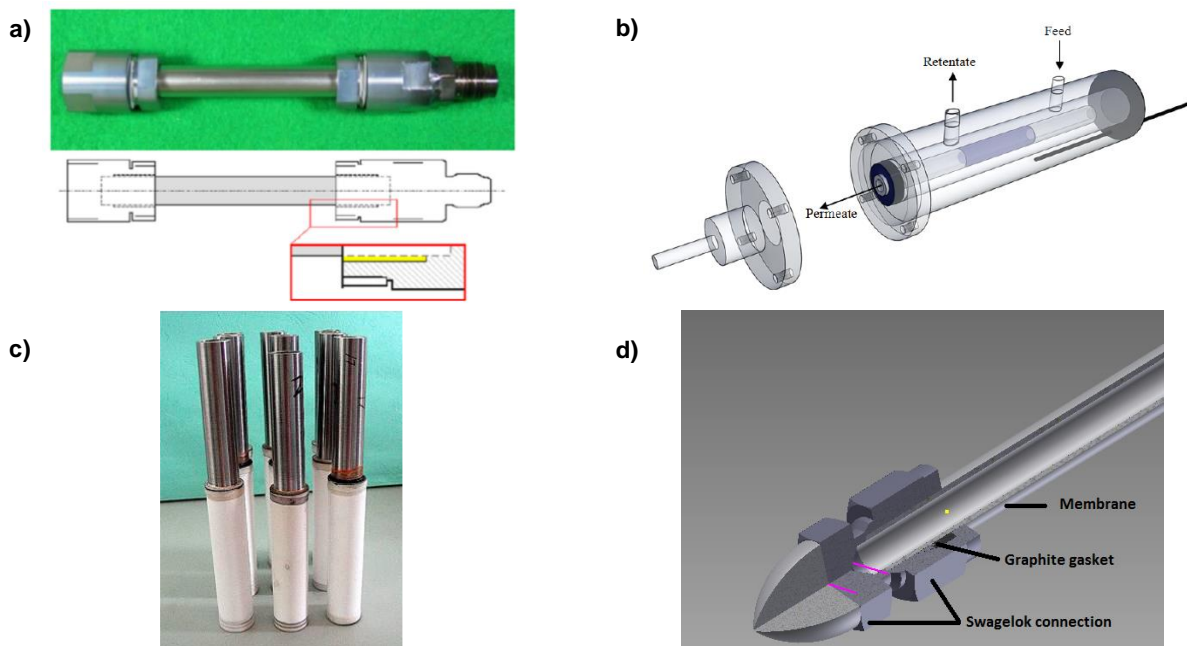 a)
b)
Feed
Retentate
Permeate
c)
d)
Membrane
Graphite gasket
Swagelok connection